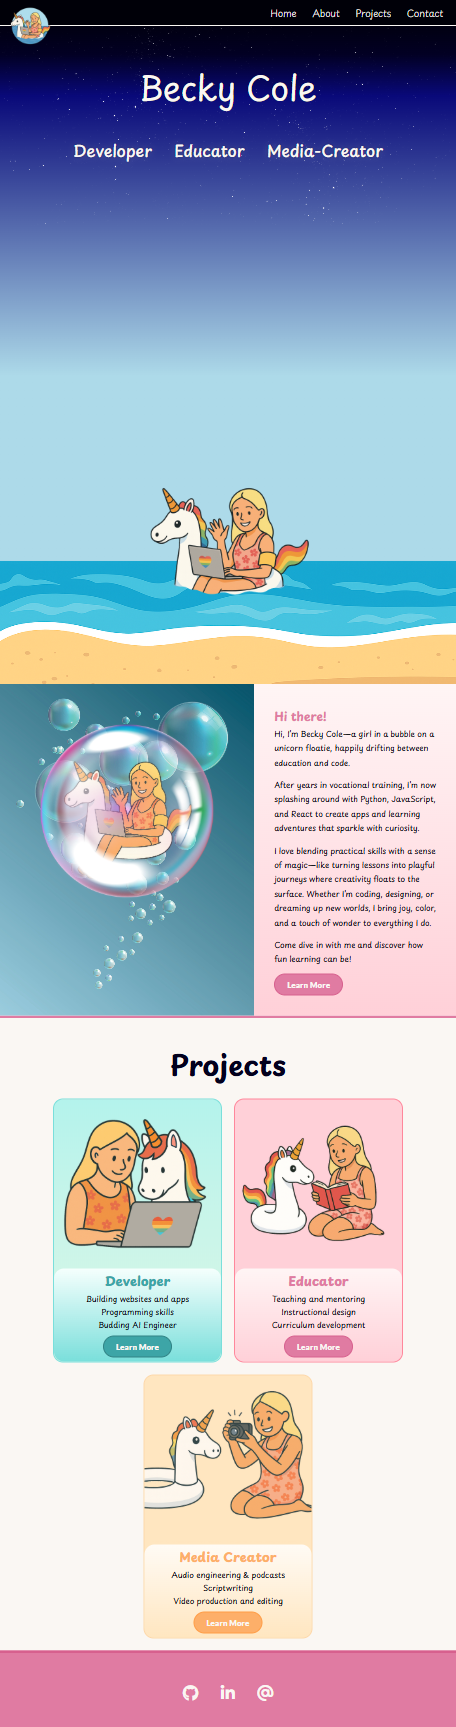 Home About Projects Contact
Becky Cole
Developer Educator Media-Creator
Hi there!
Hi, I'm Becky Cole—a girl in a bubble on a
unicorn floatie, happily drifting between
education and code.
After years in vocational training, I'm now
splashing around with Python, JavaScript,
and React to create apps and learning
adventures that sparkle with curiosity.
I love blending practical skills with a sense
of magic—like turning lessons into playful
journeys where creativity floats to the
surface. Whether I'm coding, designing, or
dreaming up new worlds, I bring joy, color,
and a touch of wonder to everything I do.
Come dive in with me and discover how
fun learning can be!
Learn More
Projects
Developer
Building websites and apps
Programming skills
Budding AI Engineer
Learn More
Educator
Teaching and mentoring
Instructional design
Curriculum development
Learn More
Media Creator
Audio engineering & podcasts
Scriptwriting
Video production and editing
Learn More